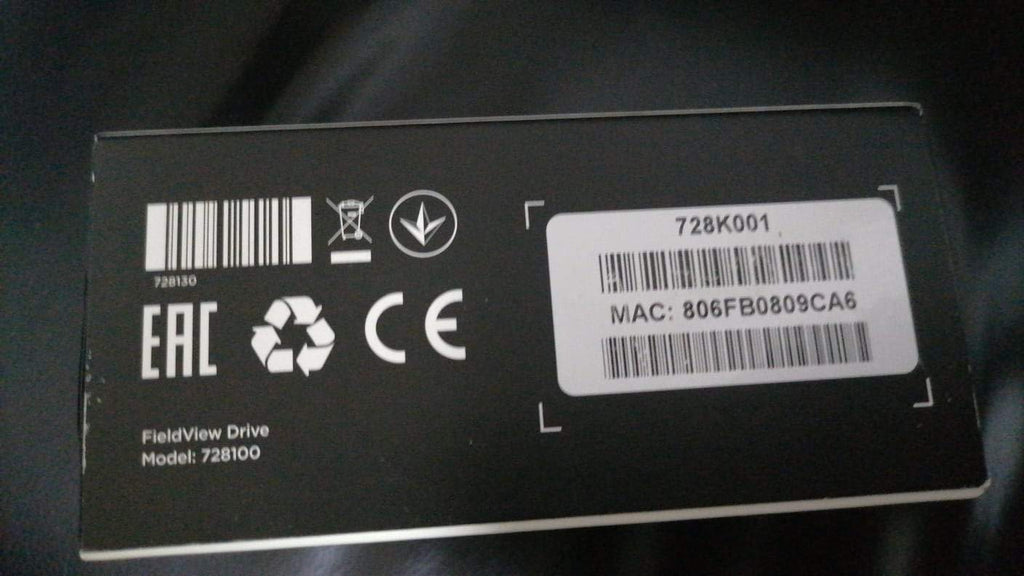 728130
EAC
CE
FieldView Drive
Model: 728100
728K001
MAC: 806FB0809CA6